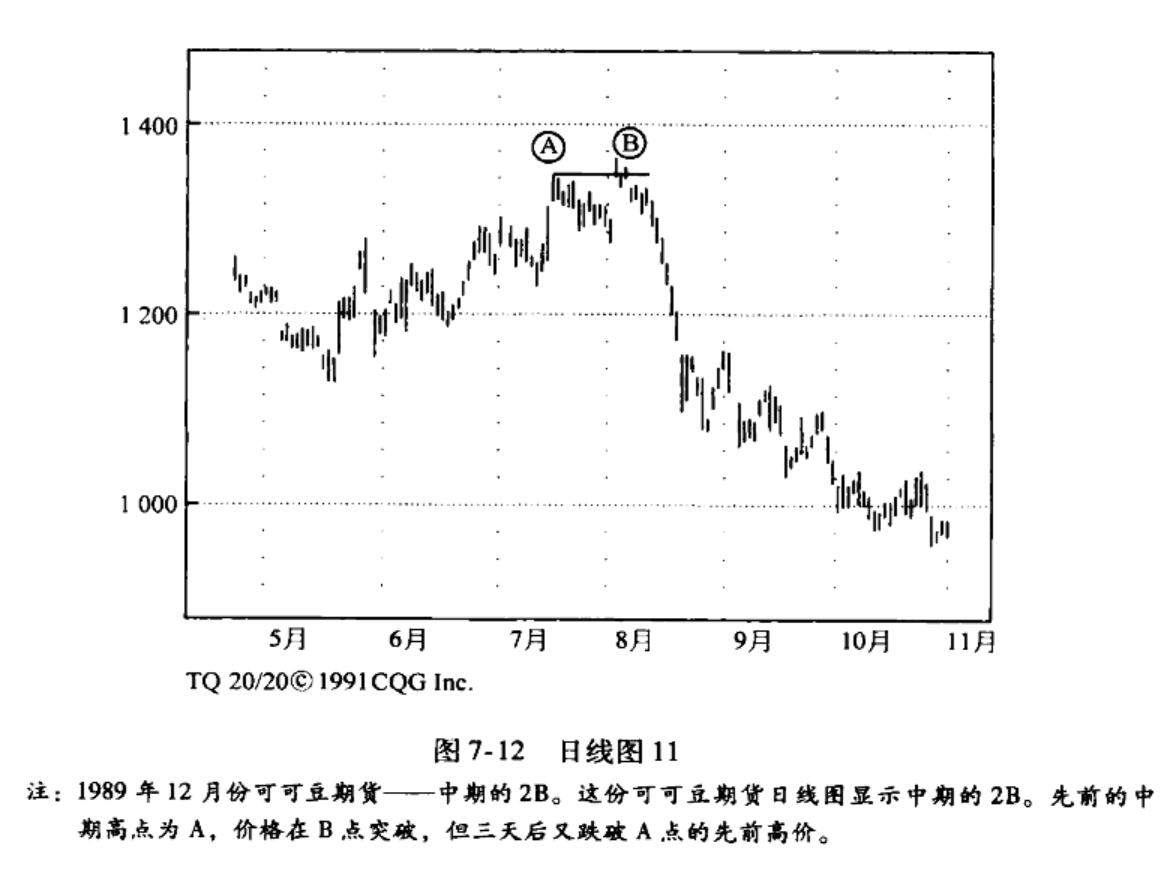 1 400
Ⓐ Ⓑ
1 200
1 000
5月 6月 7月 8月 9月 10月 11月
TQ 20/20© 1991CQG Inc.
图 7-12 日线图 11
注：1989 年 12 月份可可豆期货——中期的 2B。这份可可豆期货日线图显示中期的 2B。先前的中
期高点为 A，价格在 B 点突破，但三天后又跌破 A 点的先前高价。